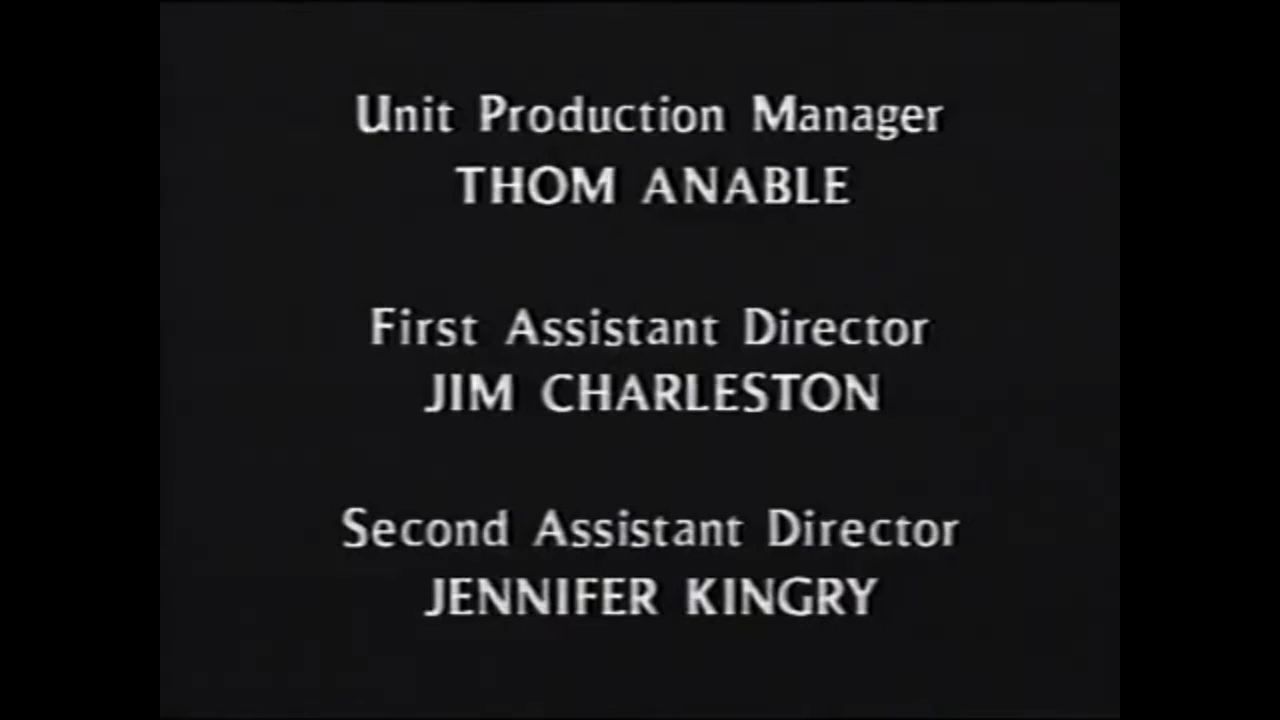 Unit Production Manager
THOM ANABLE
First Assistant Director
JIM CHARLESTON
Second Assistant Director
JENNIFER KINGRY